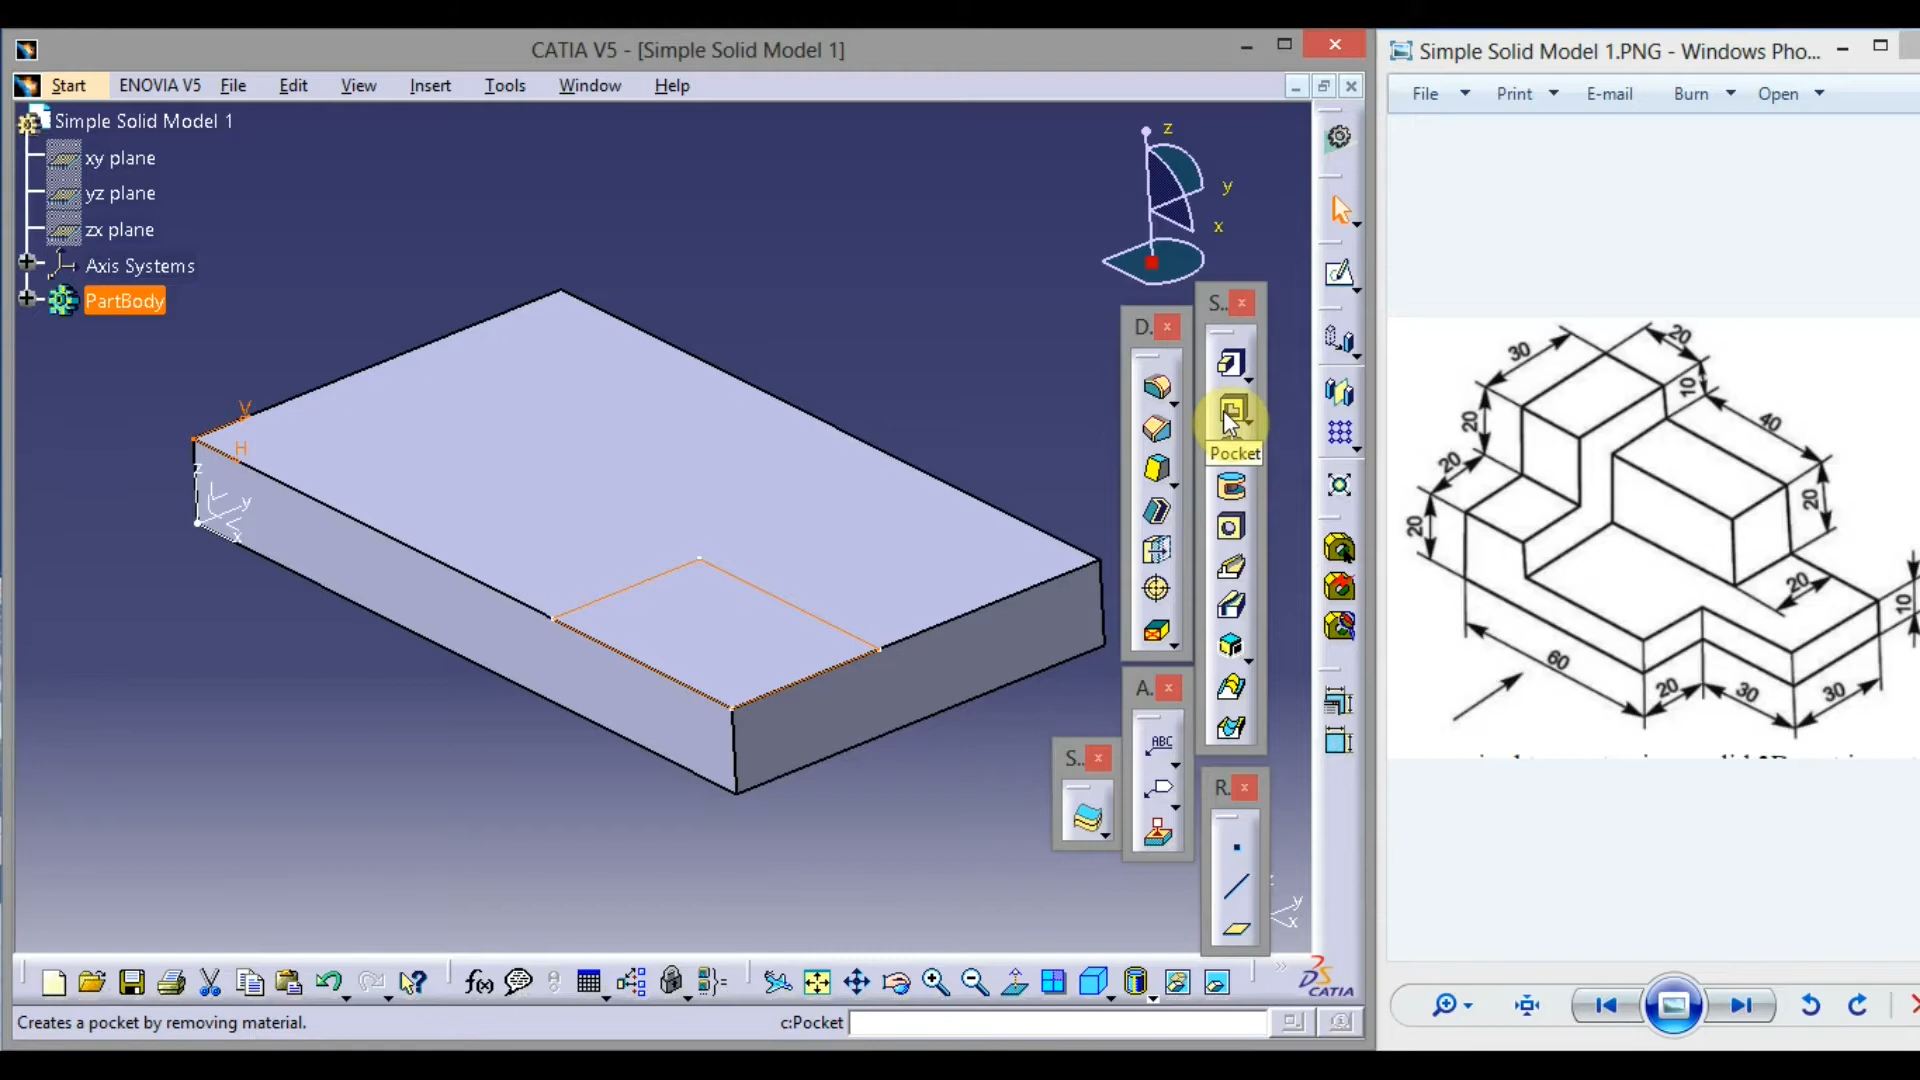 CATIA V5 - [Simple Solid Model 1]
Start ENOVIA V5 File Edit View Insert Tools Window Help
Simple Solid Model 1
xy plane
yz plane
zx plane
Axis Systems
PartBody
z
y
x
V
H
z
y
x
D.
S..
Pocket
A.
ABC
S..
R.
y
x
f(x)
DS
CATIA
Creates a pocket by removing material.
c:Pocket
Simple Solid Model 1.PNG - Windows Pho...
File Print E-mail Burn Open
30
20
10
20
40
20
20
20
20
10
60
20
30
30